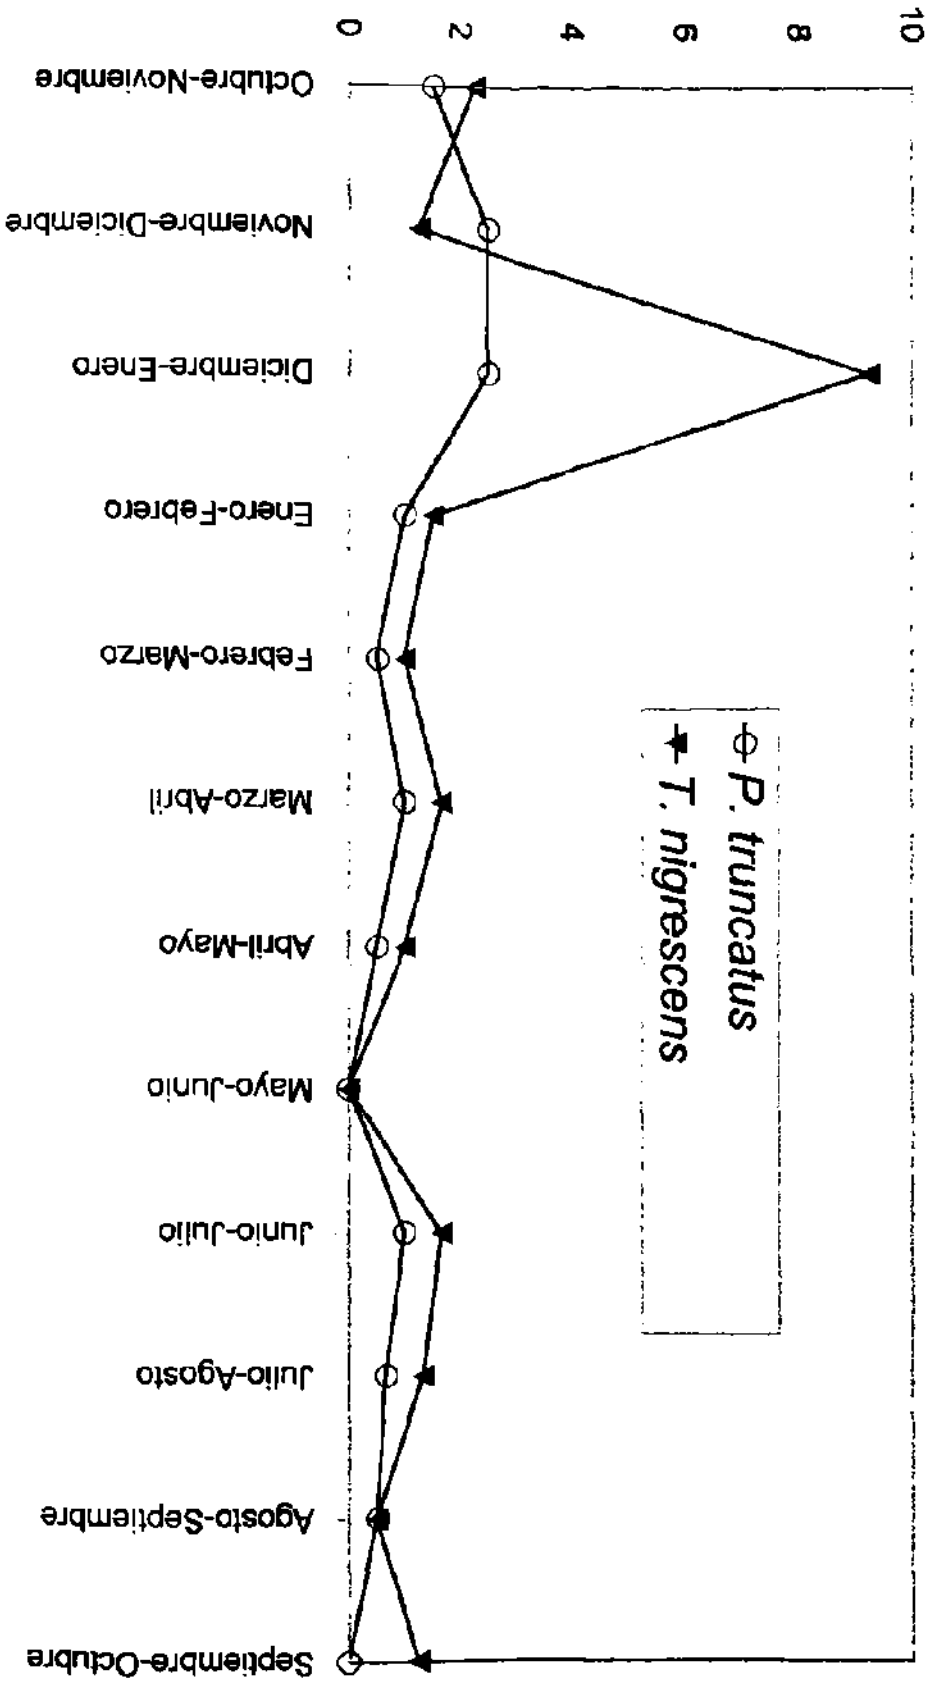 10
8
6
4
2
0
P. truncatus
T. nigrescens
Octubre-Noviembre
Noviembre-Diciembre
Diciembre-Enero
Enero-Febrero
Febrero-Marzo
Marzo-Abril
Abril-Mayo
Mayo-Junio
Junio-Julio
Julio-Agosto
Agosto-Septiembre
Septiembre-Octubre